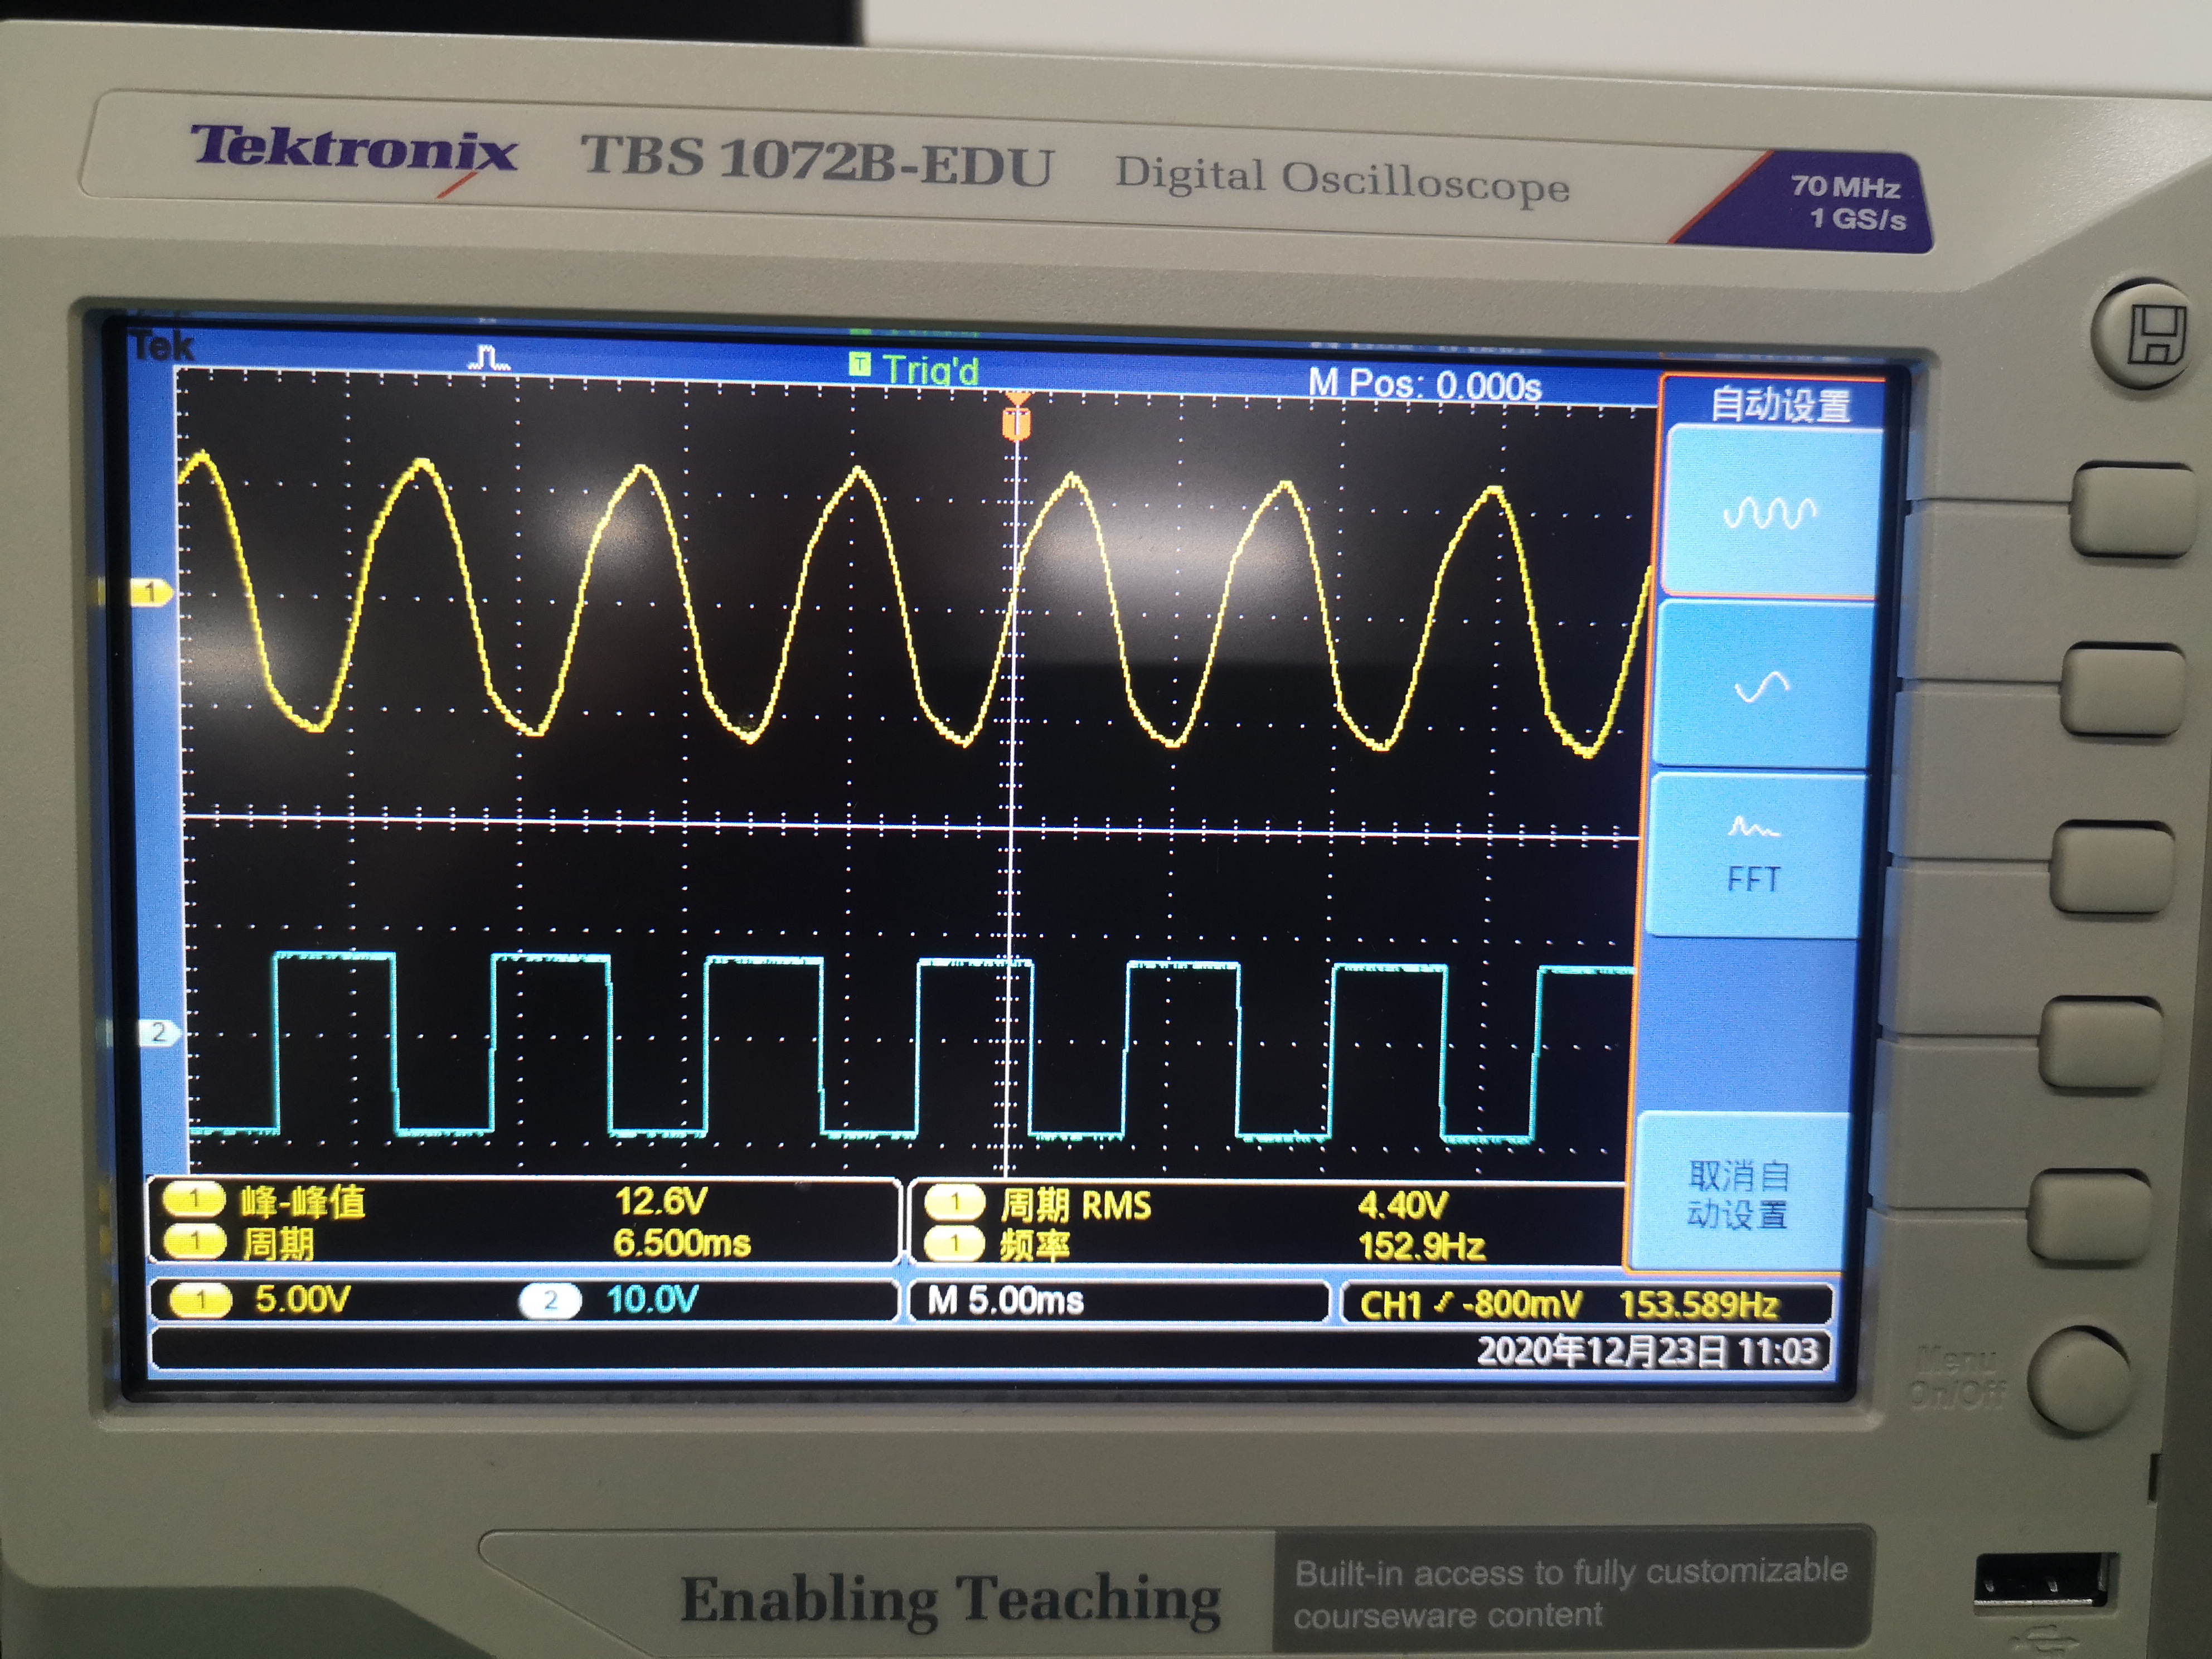 Tektronix TBS 1072B-EDU Digital Oscilloscope
70 MHz
1 GS/s
Tek
T Trig'd
M Pos: 0.000s
自动设置
T
1
FFT
2
取消自
动设置
1 峰-峰值 12.6V
1 周期 6.500ms
1 周期 RMS 4.40V
1 频率 152.9Hz
1 5.00V 2 10.0V M 5.00ms CH1 -800mV 153.589Hz
2020年12月23日 11:03
Menu
On/Off
Enabling Teaching
Built-in access to fully customizable
courseware content